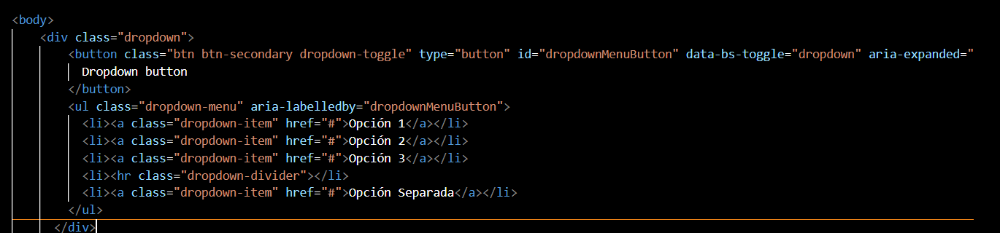 <body>
<div class="dropdown">
<button class="btn btn-secondary dropdown-toggle" type="button" id="dropdownMenuButton" data-bs-toggle="dropdown" aria-expanded="
Dropdown button
</button>
<ul class="dropdown-menu" aria-labelledby="dropdownMenuButton">
<li><a class="dropdown-item" href="#">Opción 1</a></li>
<li><a class="dropdown-item" href="#">Opción 2</a></li>
<li><a class="dropdown-item" href="#">Opción 3</a></li>
<li><hr class="dropdown-divider"></li>
<li><a class="dropdown-item" href="#">Opción Separada</a></li>
</ul>
</div>